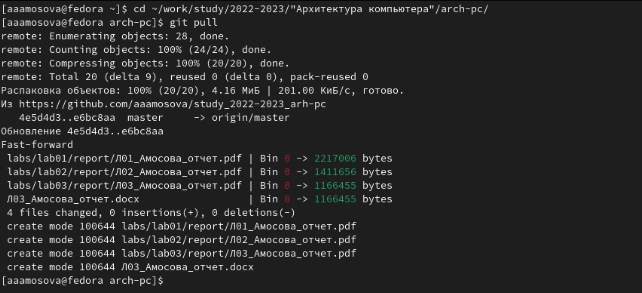 [aaamosova@fedora ~]$ cd ~/work/study/2022-2023/"Архитектура компьютера"/arch-pc/
[aaamosova@fedora arch-pc]$ git pull
remote: Enumerating objects: 28, done.
remote: Counting objects: 100% (24/24), done.
remote: Compressing objects: 100% (20/20), done.
remote: Total 20 (delta 9), reused 0 (delta 0), pack-reused 0
Распаковка объектов: 100% (20/20), 4.16 МиБ | 201.00 КиБ/с, готово.
Из https://github.com/aaamosova/study_2022-2023_arh-pc
4e5d4d3..e6bc8aa master -> origin/master
Обновление 4e5d4d3..e6bc8aa
Fast-forward
labs/lab01/report/Л01_Амосова_отчет.pdf | Bin 0 -> 2217006 bytes
labs/lab02/report/Л02_Амосова_отчет.pdf | Bin 0 -> 1411656 bytes
labs/lab03/report/Л03_Амосова_отчет.pdf | Bin 0 -> 1166455 bytes
Л03_Амосова_отчет.docx | Bin 0 -> 1166455 bytes
4 files changed, 0 insertions(+), 0 deletions(-)
create mode 100644 labs/lab01/report/Л01_Амосова_отчет.pdf
create mode 100644 labs/lab02/report/Л02_Амосова_отчет.pdf
create mode 100644 labs/lab03/report/Л03_Амосова_отчет.pdf
create mode 100644 Л03_Амосова_отчет.docx
[aaamosova@fedora arch-pc]$